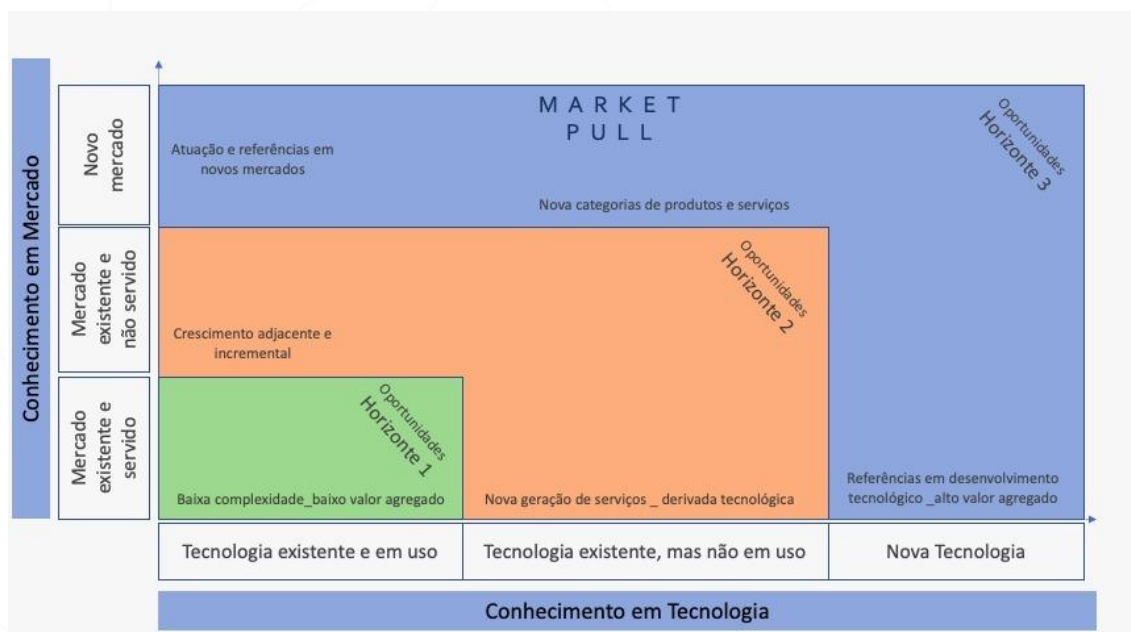 Conhecimento em Mercado
Novo
mercado
Mercado
existente e
não servido
Mercado
existente e
servido
MARKET
PULL
Atuação e referências em
novos mercados
Nova categorias de produtos e serviços
Oportunidades
Horizonte 3
Oportunidades
Horizonte 2
Crescimento adjacente e
incremental
Oportunidades
Horizonte 1
Baixa complexidade_baixo valor agregado
Nova geração de serviços _ derivada tecnológica
Referências em desenvolvimento
tecnológico _alto valor agregado
Tecnologia existente e em uso
Tecnologia existente, mas não em uso
Nova Tecnologia
Conhecimento em Tecnologia